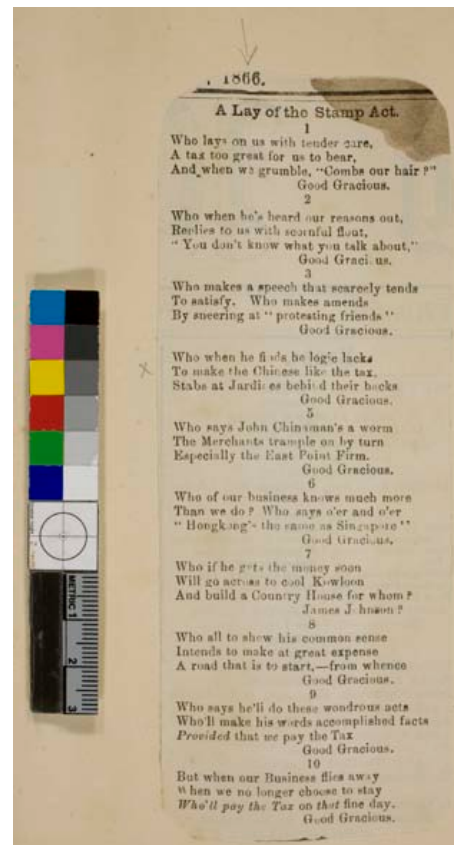 , 1866.
A Lay of the Stamp Act.
1
Who lays on us with tender care,
A tax too great for us to bear,
And when we grumble, "Combs our hair?"
Good Gracious.
2
Who when he's heard our reasons out,
Replies to us with scornful flout,
"You don't know what you talk about,"
Good Graci us.
3
Who makes a speech that scarcely tends
To satisfy. Who makes amends
By sneering at "protesting friends"
Good Gracious.
Who when he finds he logic lacks
To make the Chinese like the tax,
Stabs at Jardines behind their backs
Good Gracious.
5
Who says John Chinaman's a worm
The Merchants trample on by turn
Especially the East Point Firm.
Good Gracious.
6
Who of our business knows much more
Than we do? Who says o'er and o'er
"Hongkong's the same as Singapore"
Good Gracious.
7
Who if he gets the money soon
Will go across to cool Kowloon
And build a Country House for whom?
James Johnson?
8
Who all to shew his common sense
Intends to make at great expense
A road that is to start,—from whence
Good Gracious.
9
Who says he'll do these wondrous acts
Who'll make his words accomplished facts
Provided that we pay the Tax
Good Gracious.
10
But when our Business flies away
When we no longer choose to stay
Who'll pay the Tax on that fine day.
Good Gracious.
METRIC 1
2
3